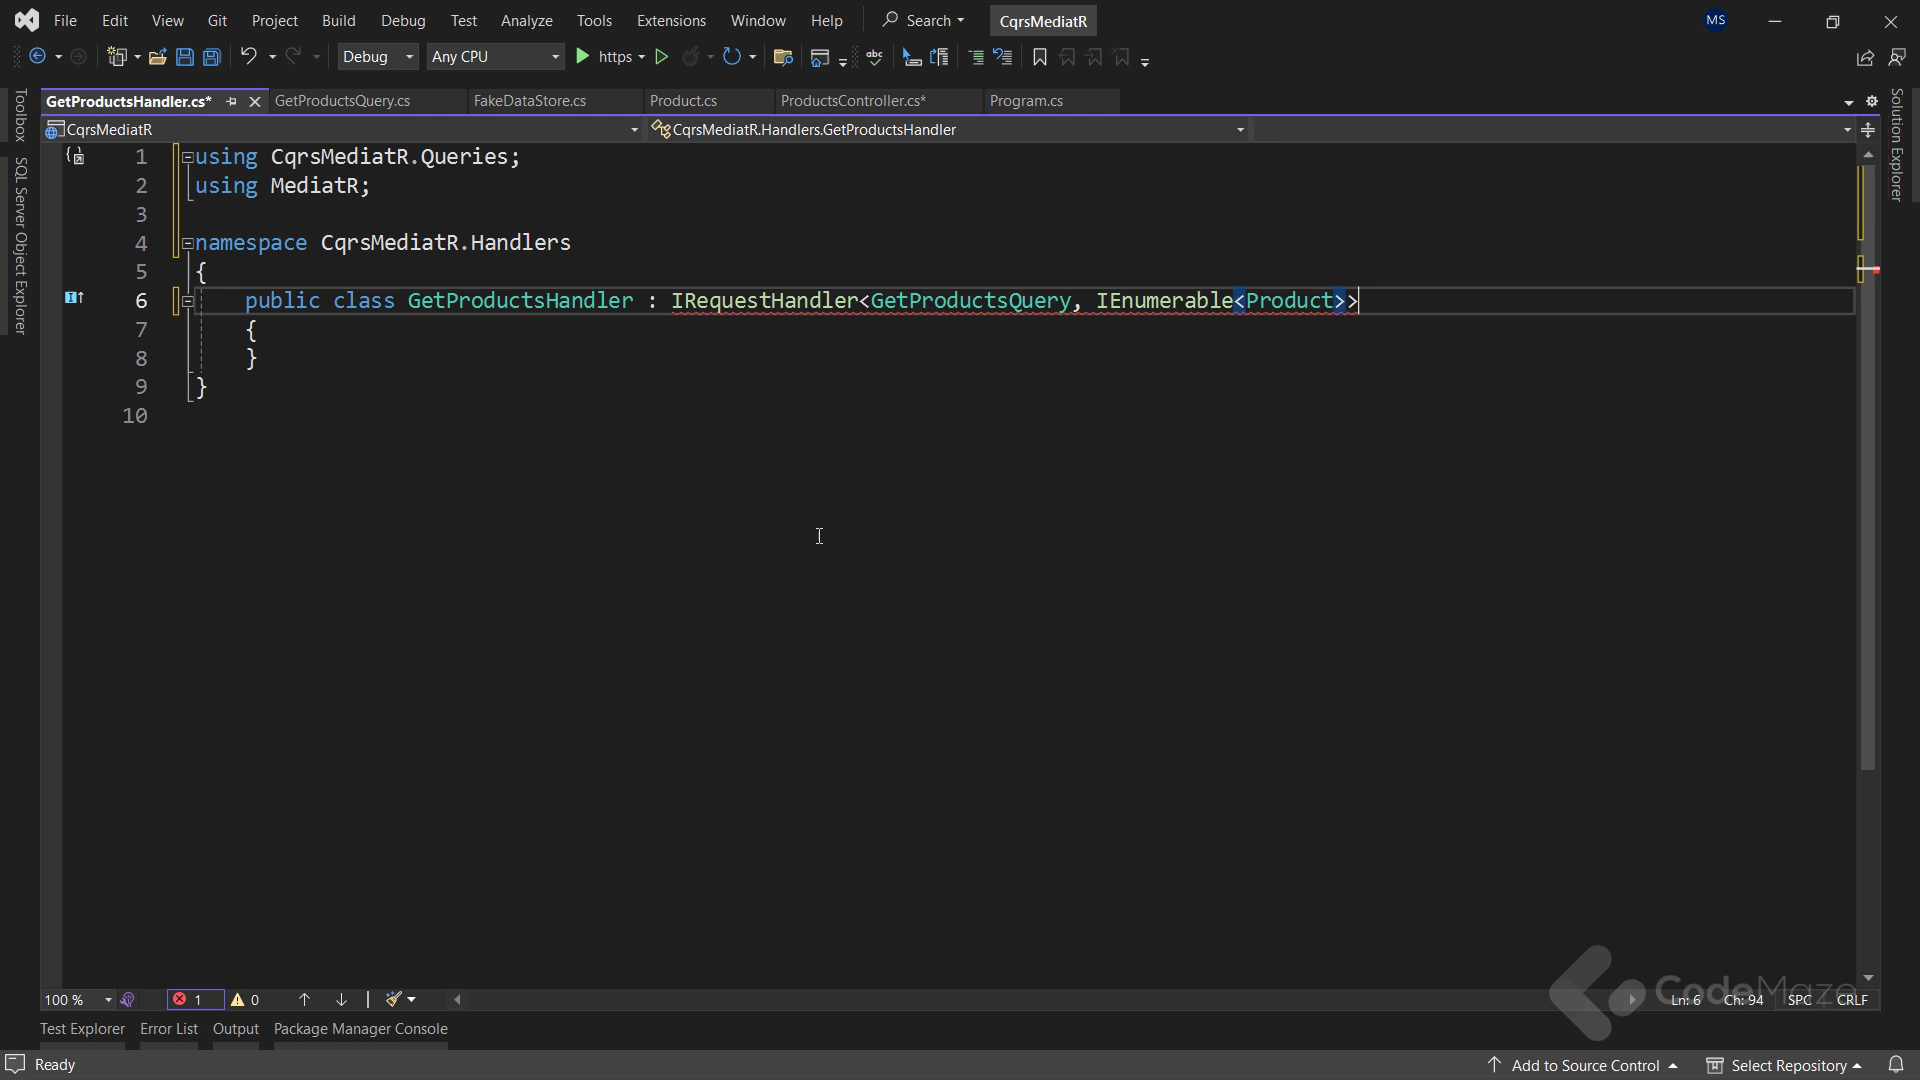 File Edit View Git Project Build Debug Test Analyze Tools Extensions Window Help Search CqrsMediatR MS
Debug Any CPU https abc
GetProductsHandler.cs* GetProductsQuery.cs FakeDataStore.cs Product.cs ProductsController.cs* Program.cs
CqrsMediatR CqrsMediatR.Handlers.GetProductsHandler
Toolbox
SQL Server Object Explorer
Solution Explorer
1 using CqrsMediatR.Queries;
2 using MediatR;
3
4 namespace CqrsMediatR.Handlers
5 {
6 public class GetProductsHandler : IRequestHandler<GetProductsQuery, IEnumerable<Product>>
7 {
8 }
9 }
10
100 % 1 0 Ln: 6 Ch: 94 SPC CRLF
CodeMaze
Test Explorer Error List Output Package Manager Console
Ready Add to Source Control Select Repository